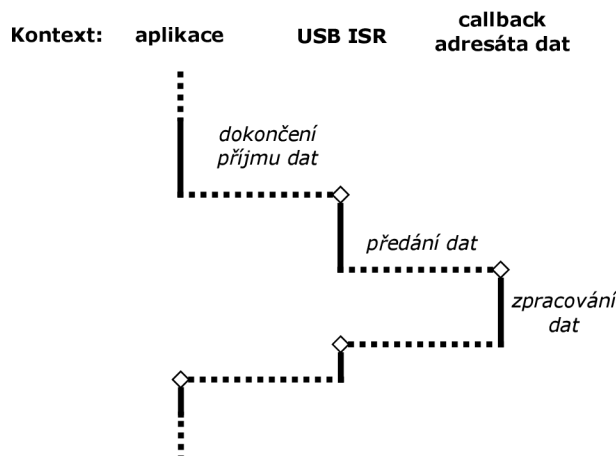 Kontext:
aplikace
USB ISR
callback
adresáta dat
dokončení
příjmu dat
předání dat
zpracování
dat